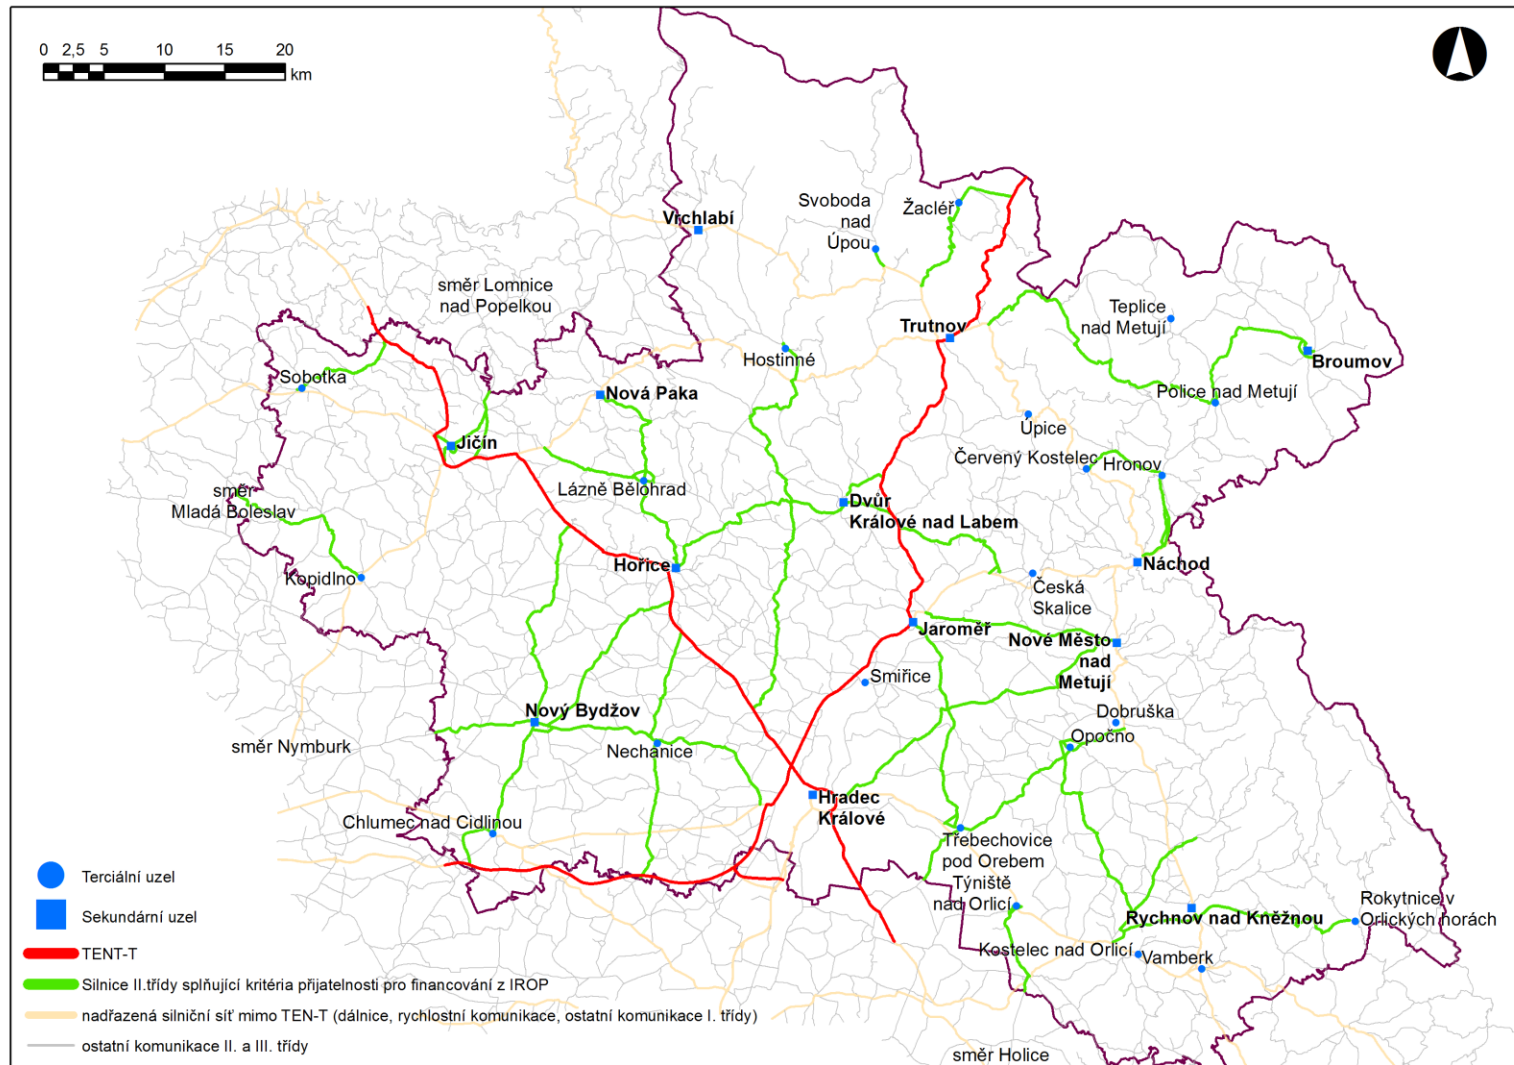 0 2,5 5 10 15 20
km
Svoboda
nad
Úpou
Žacléř
Vrchlabí
směr Lomnice
nad Popelkou
Teplice
nad Metují
Trutnov
Hostinné
Broumov
Sobotka
Nová Paka
Police nad Metují
Úpice
Jičín
Červený Kostelec
Hronov
Lázně Bělohrad
směr
Mladá Boleslav
Dvůr
Králové nad Labem
Hořice
Náchod
Kopidlno
Česká
Skalice
Jaroměř
Nové Město
nad
Metují
Smiřice
Nový Bydžov
Dobruška
Opočno
směr Nymburk
Nechanice
Hradec
Králové
Chlumec nad Cidlinou
Třebechovice
pod Orebem
Týniště
nad Orlicí
Rychnov nad Kněžnou
Rokytnice v
Orlických horách
Kostelec nad Orlicí
Vamberk
směr Holice
Terciální uzel
Sekundární uzel
TENT-T
Silnice II.třídy splňující kritéria přijatelnosti pro financování z IROP
nadřazená silniční síť mimo TEN-T (dálnice, rychlostní komunikace, ostatní komunikace I. třídy)
ostatní komunikace II. a III. třídy